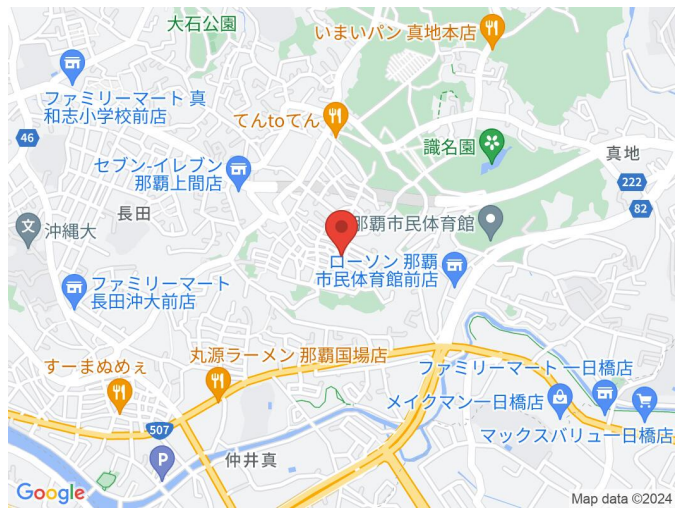 大石公園
いまいパン 真地本店
ファミリーマート 真
和志小学校前店
てんtoてん
46
識名園
真地
セブン-イレブン
那覇上間店
222
長田
82
那覇市民体育館
沖縄大
ローソン 那覇
市民体育館前店
ファミリーマート
長田沖大前店
丸源ラーメン 那覇国場店
すーまぬめぇ
ファミリーマート 一日橋店
メイクマン一日橋店
507
マックスバリュ一日橋店
P
仲井真
Google
Map data ©2024